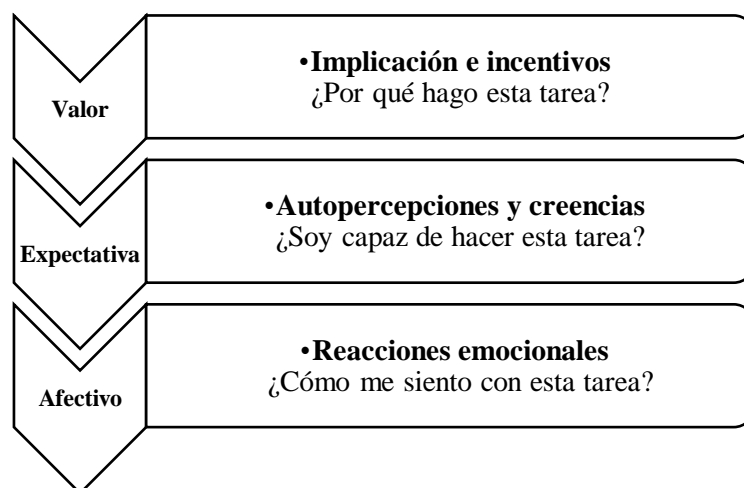 Valor
•Implicación e incentivos
¿Por qué hago esta tarea?
Expectativa
•Autopercepciones y creencias
¿Soy capaz de hacer esta tarea?
Afectivo
•Reacciones emocionales
¿Cómo me siento con esta tarea?